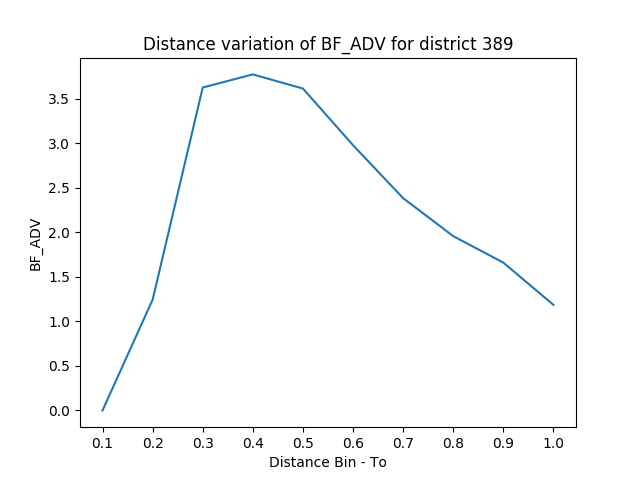 Distance variation of BF_ADV for district 389
BF_ADV
3.5
3.0
2.5
2.0
1.5
1.0
0.5
0.0
0.1 0.2 0.3 0.4 0.5 0.6 0.7 0.8 0.9 1.0
Distance Bin - To